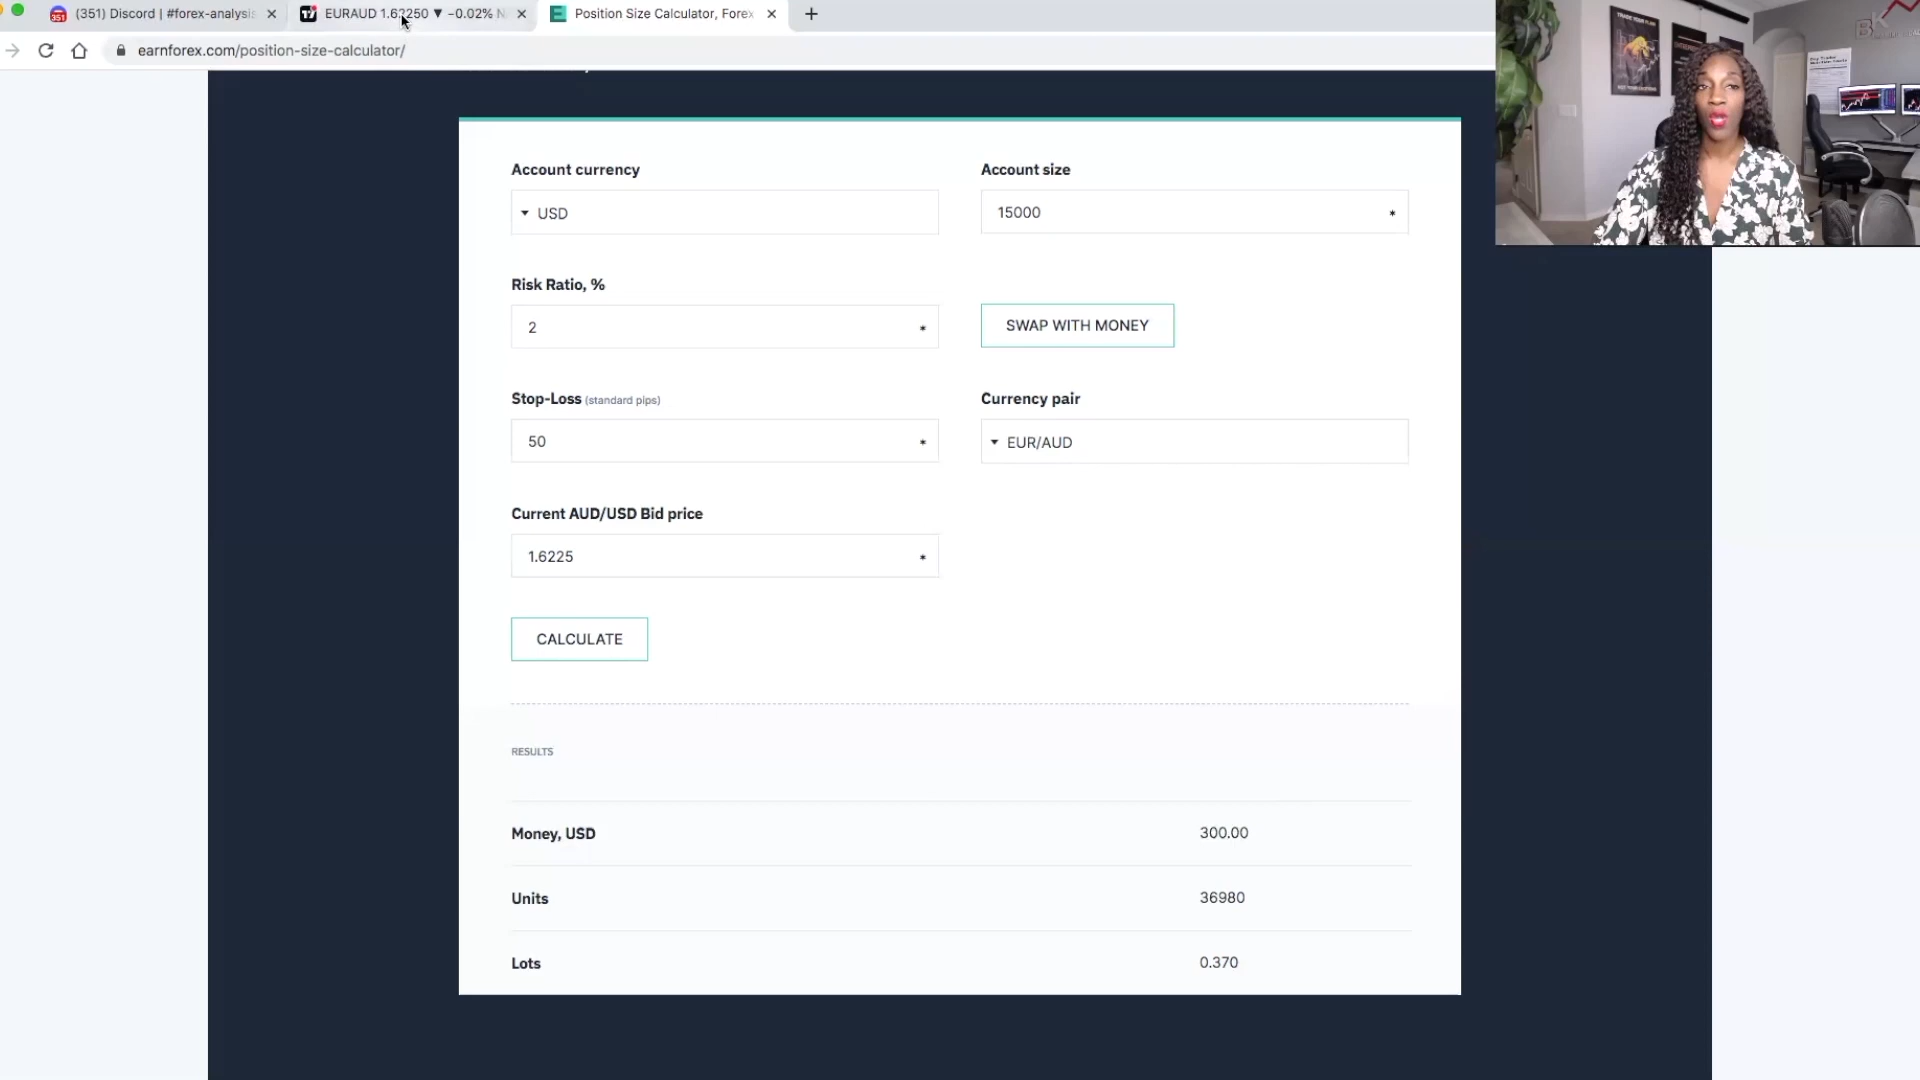 (351) Discord | #forex-analysis
EURAUD 1.62250 ▼ −0.02%
Position Size Calculator, Forex
earnforex.com/position-size-calculator/
Account currency
Account size
USD
15000
*
Risk Ratio, %
2
*
SWAP WITH MONEY
Stop-Loss (standard pips)
Currency pair
50
*
EUR/AUD
Current AUD/USD Bid price
1.6225
*
CALCULATE
RESULTS
Money, USD
300.00
Units
36980
Lots
0.370